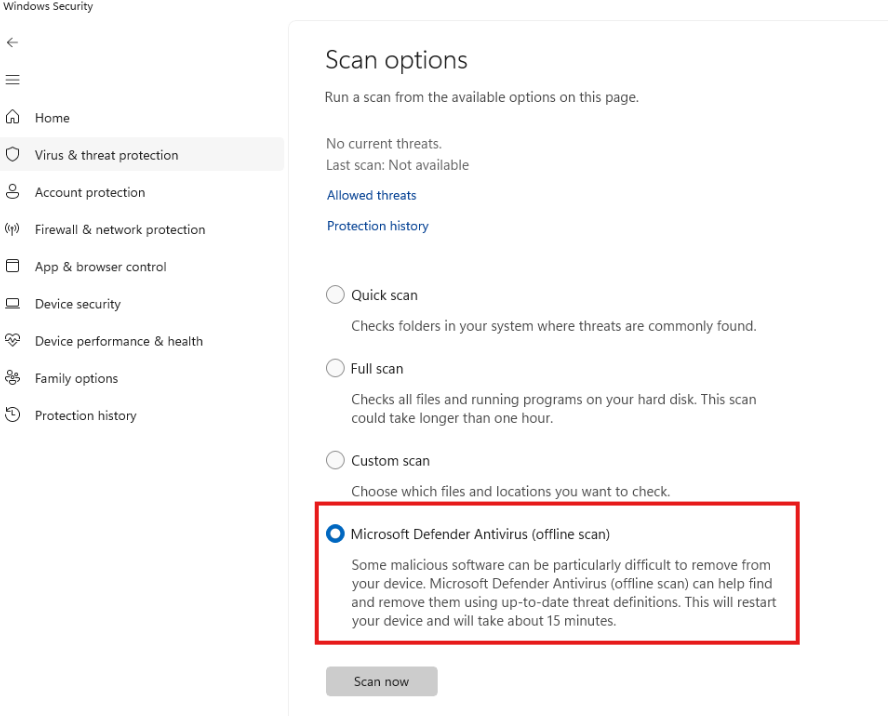 Windows Security
Home
Virus & threat protection
Account protection
Firewall & network protection
App & browser control
Device security
Device performance & health
Family options
Protection history
Scan options
Run a scan from the available options on this page.
No current threats.
Last scan: Not available
Allowed threats
Protection history
Quick scan
Checks folders in your system where threats are commonly found.
Full scan
Checks all files and running programs on your hard disk. This scan
could take longer than one hour.
Custom scan
Choose which files and locations you want to check.
Microsoft Defender Antivirus (offline scan)
Some malicious software can be particularly difficult to remove from
your device. Microsoft Defender Antivirus (offline scan) can help find
and remove them using up-to-date threat definitions. This will restart
your device and will take about 15 minutes.
Scan now